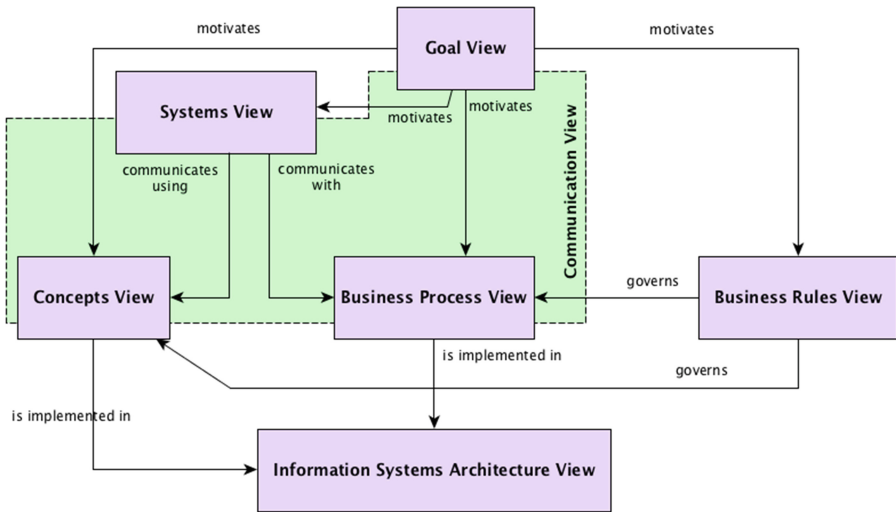 motivates
Goal View
motivates
Systems View
motivates
motivates
communicates
using
communicates
with
Communication View
Concepts View
Business Process View
governs
Business Rules View
is implemented in
governs
is implemented in
Information Systems Architecture View